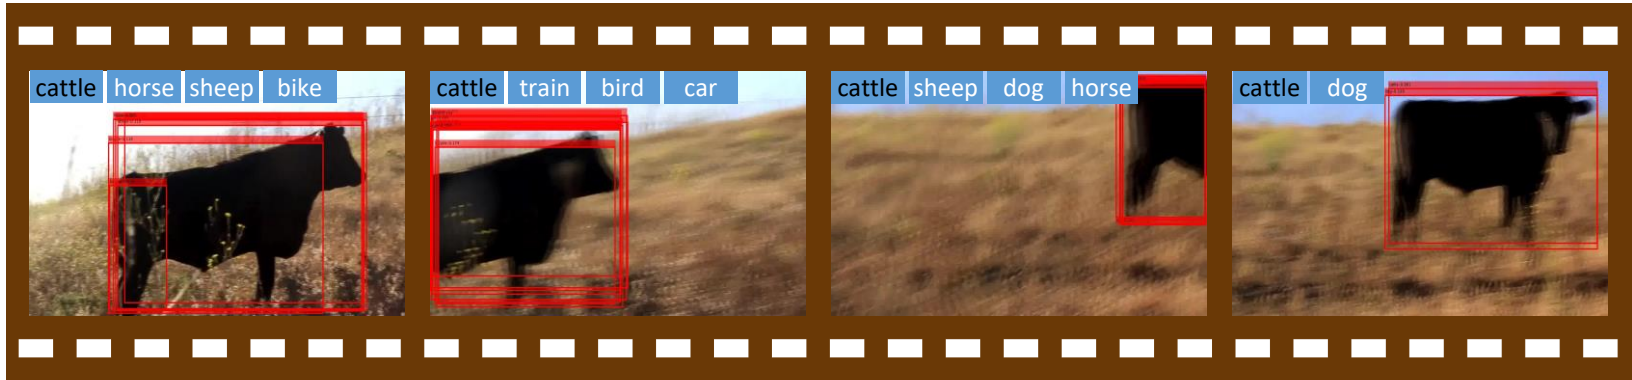 cattle horse sheep bike
cattle train bird car
cattle sheep dog horse
cattle dog